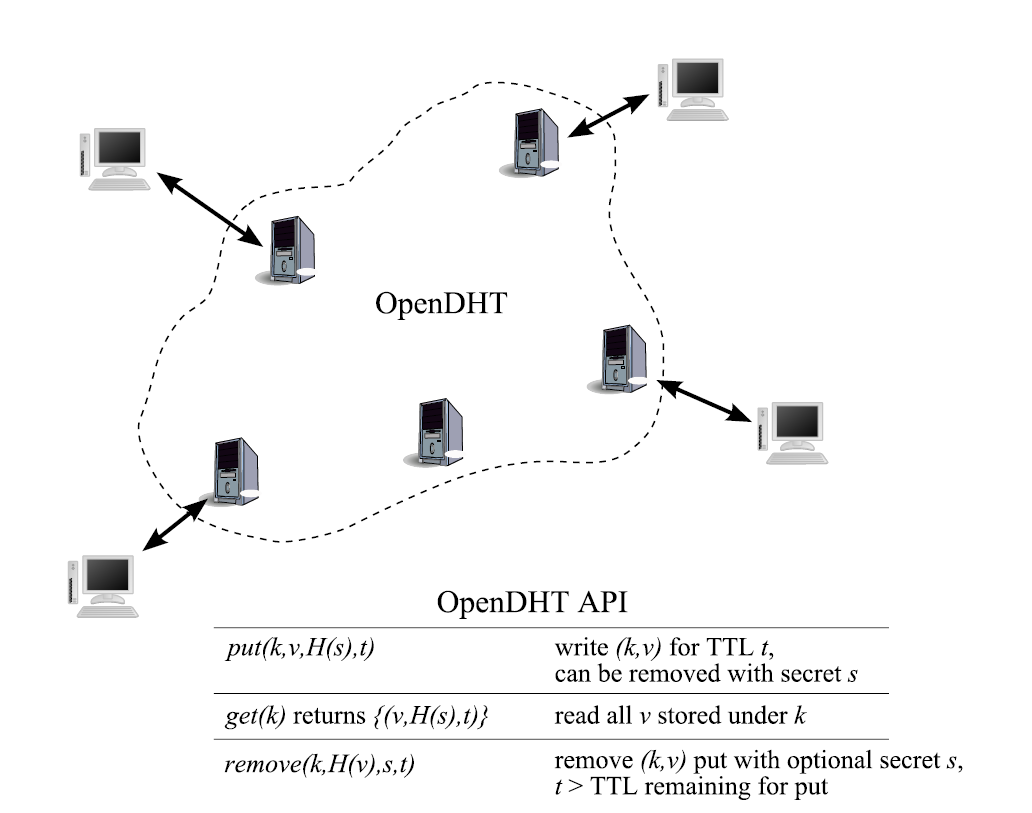 OpenDHT
OpenDHT API
put(k,v,H(s),t) write (k,v) for TTL t,
can be removed with secret s
get(k) returns {(v,H(s),t)} read all v stored under k
remove(k,H(v),s,t) remove (k,v) put with optional secret s,
t > TTL remaining for put